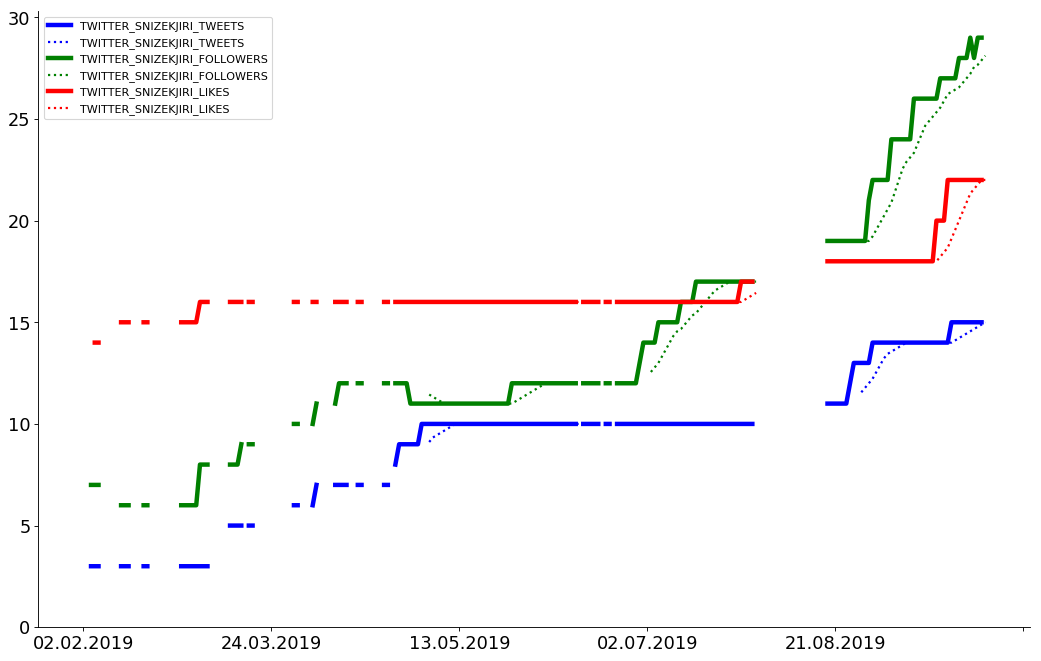 30
25
20
15
10
5
0
TWITTER_SNIZEKJIRI_TWEETS
TWITTER_SNIZEKJIRI_TWEETS
TWITTER_SNIZEKJIRI_FOLLOWERS
TWITTER_SNIZEKJIRI_FOLLOWERS
TWITTER_SNIZEKJIRI_LIKES
TWITTER_SNIZEKJIRI_LIKES
02.02.2019 24.03.2019 13.05.2019 02.07.2019 21.08.2019